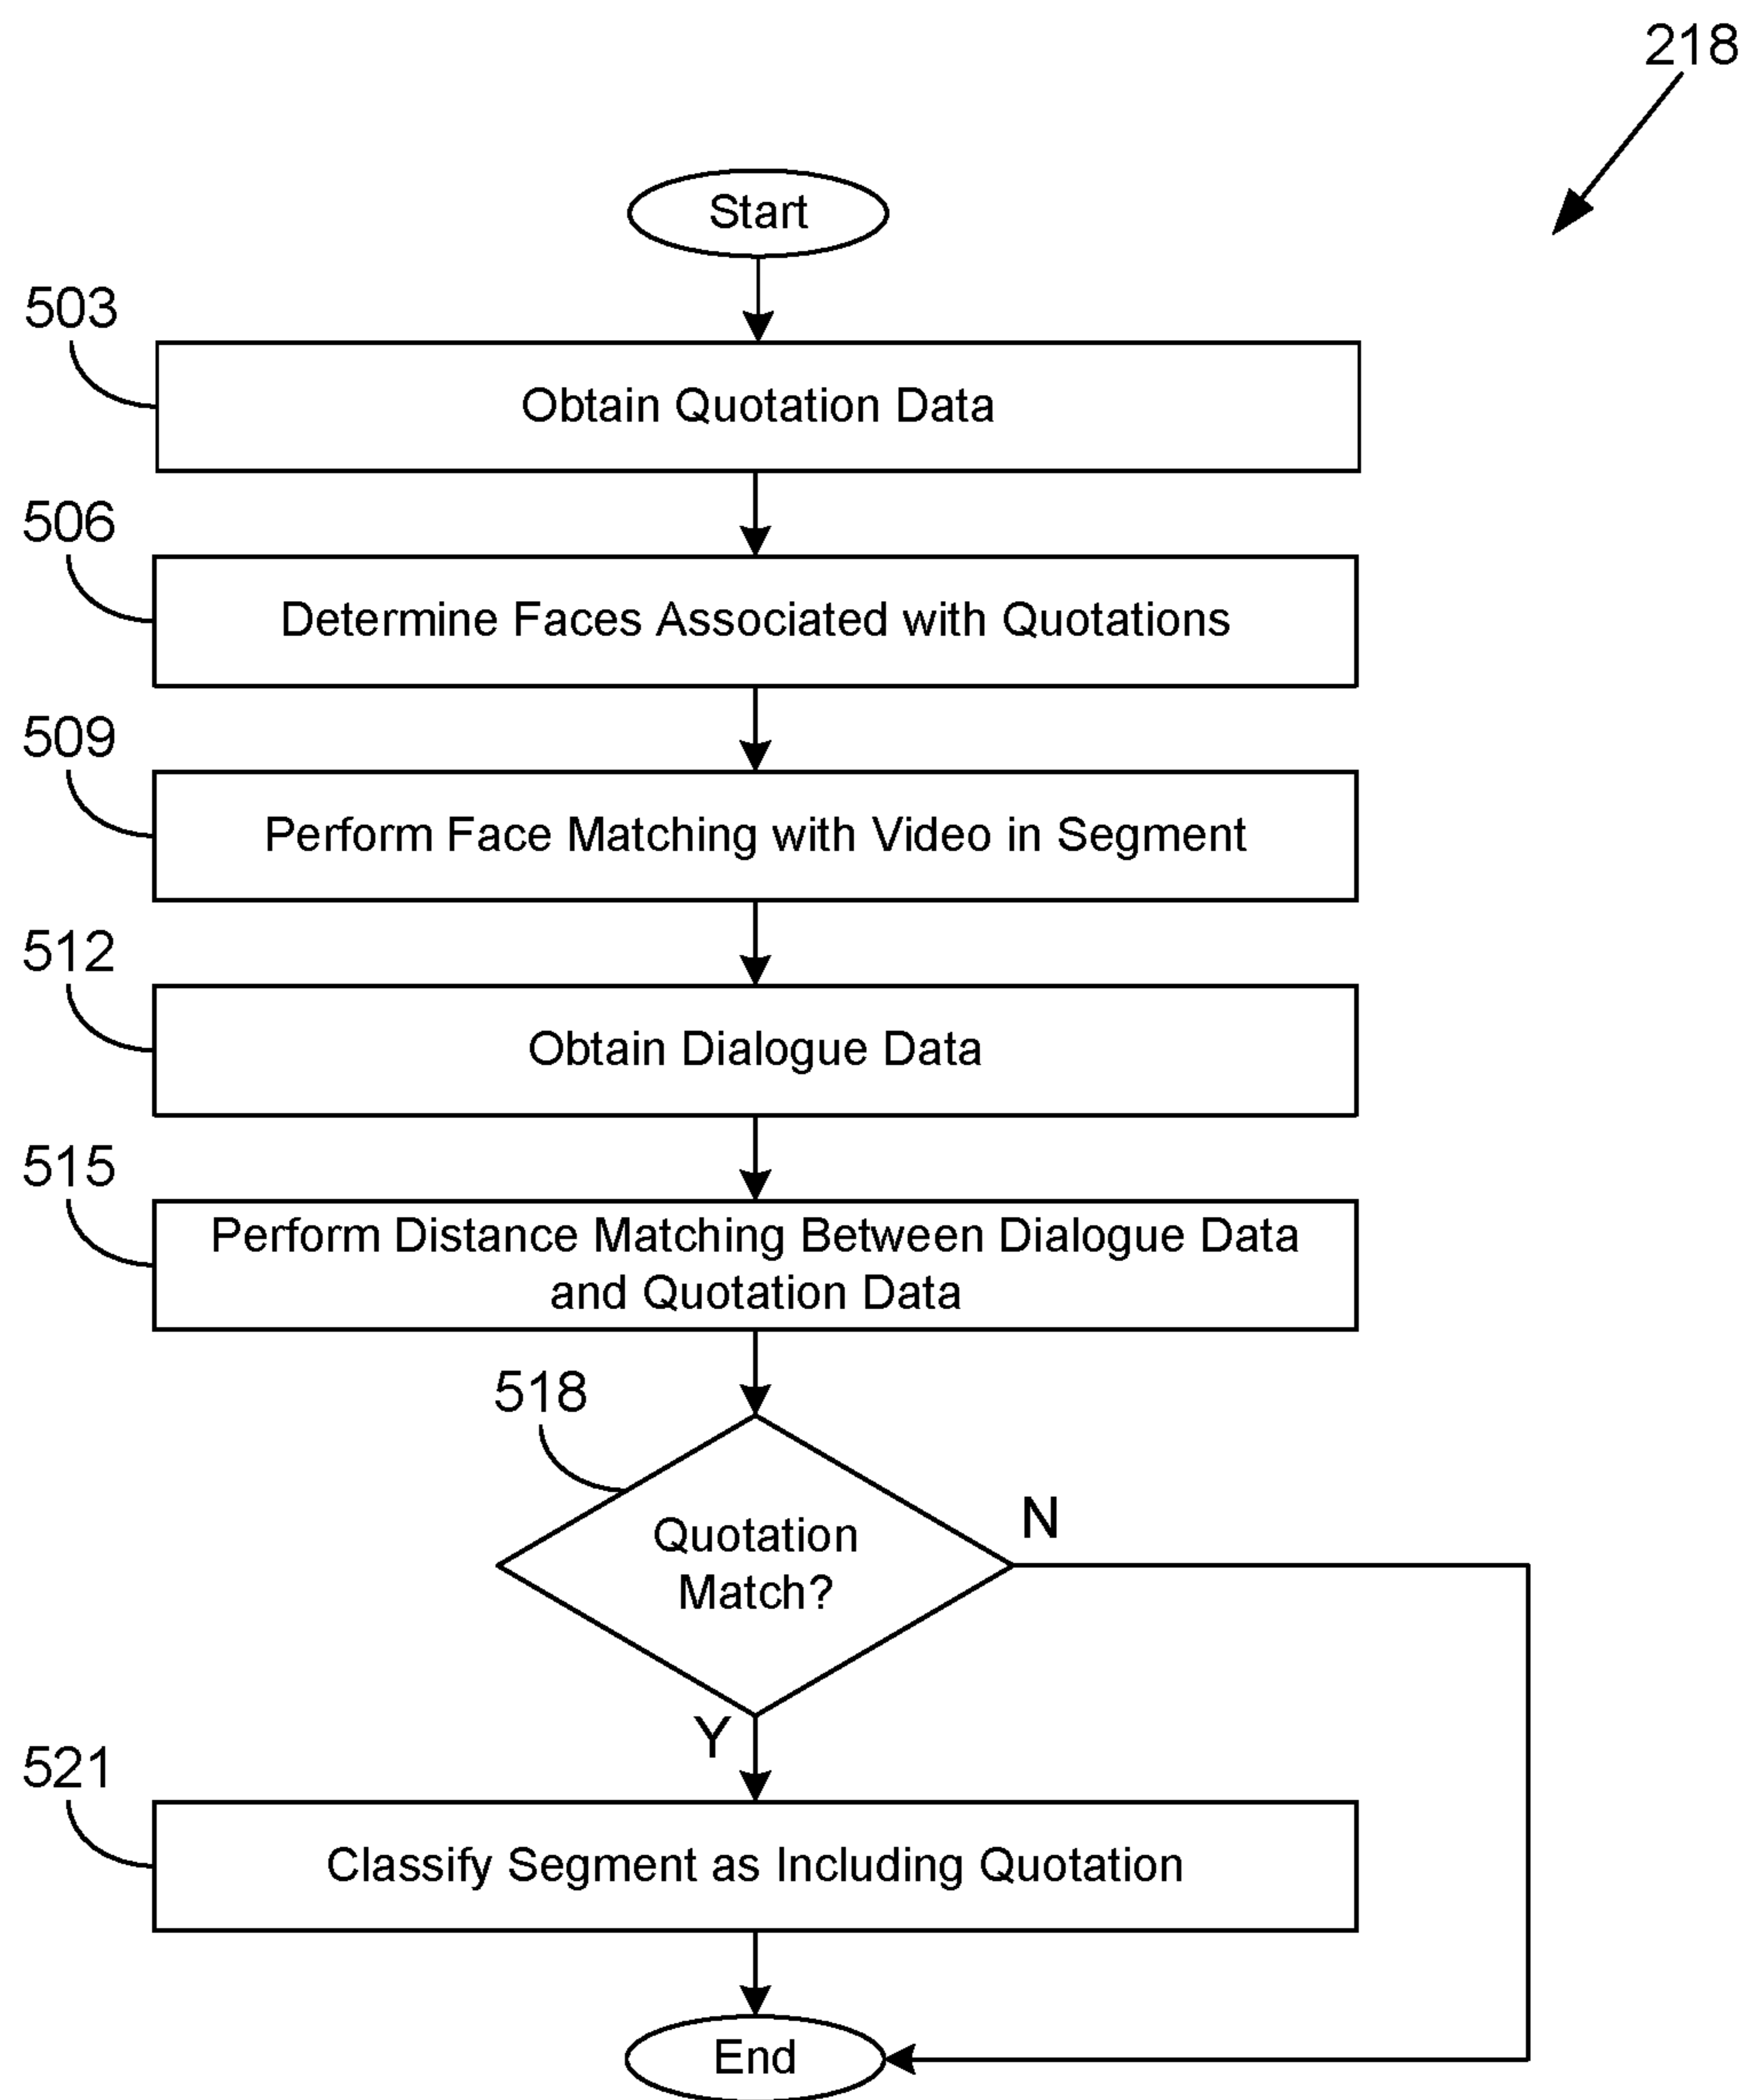 218
Start
503
Obtain Quotation Data
506
Determine Faces Associated with Quotations
509
Perform Face Matching with Video in Segment
512
Obtain Dialogue Data
515
Perform Distance Matching Between Dialogue Data
and Quotation Data
518
Quotation
Match?
N
Y
521
Classify Segment as Including Quotation
End